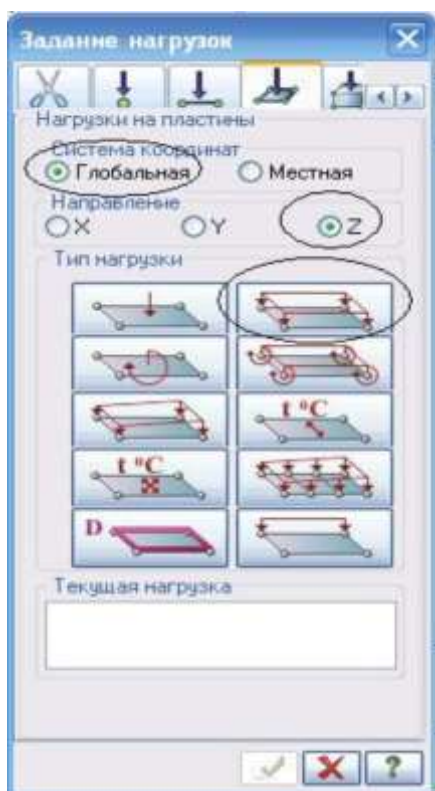 Задание нагрузок
Нагрузки на пластины
Система координат
Глобальная Местная
Направление
X Y Z
Тип нагрузки
t °C
t °C
D
Текущая нагрузка
?